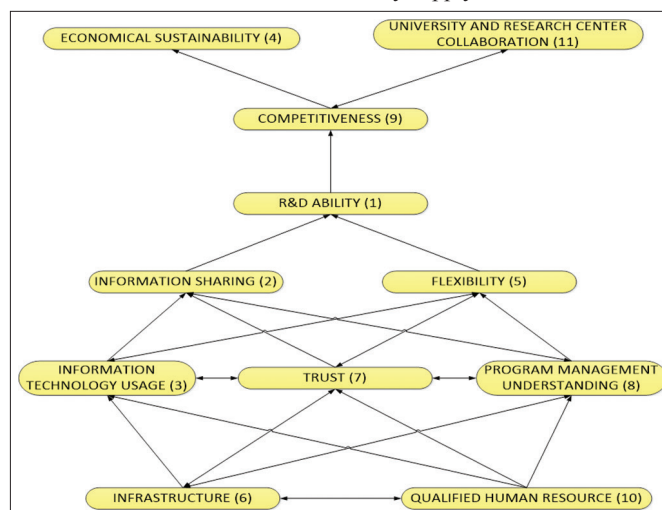 ECONOMICAL SUSTAINABILITY (4)
UNIVERSITY AND RESEARCH CENTER
COLLABORATION (11)
COMPETITIVENESS (9)
R&D ABILITY (1)
INFORMATION SHARING (2)
FLEXIBILITY (5)
INFORMATION
TECHNOLOGY USAGE (3)
TRUST (7)
PROGRAM MANAGEMENT
UNDERSTANDING (8)
INFRASTRUCTURE (6)
QUALIFIED HUMAN RESOURCE (10)